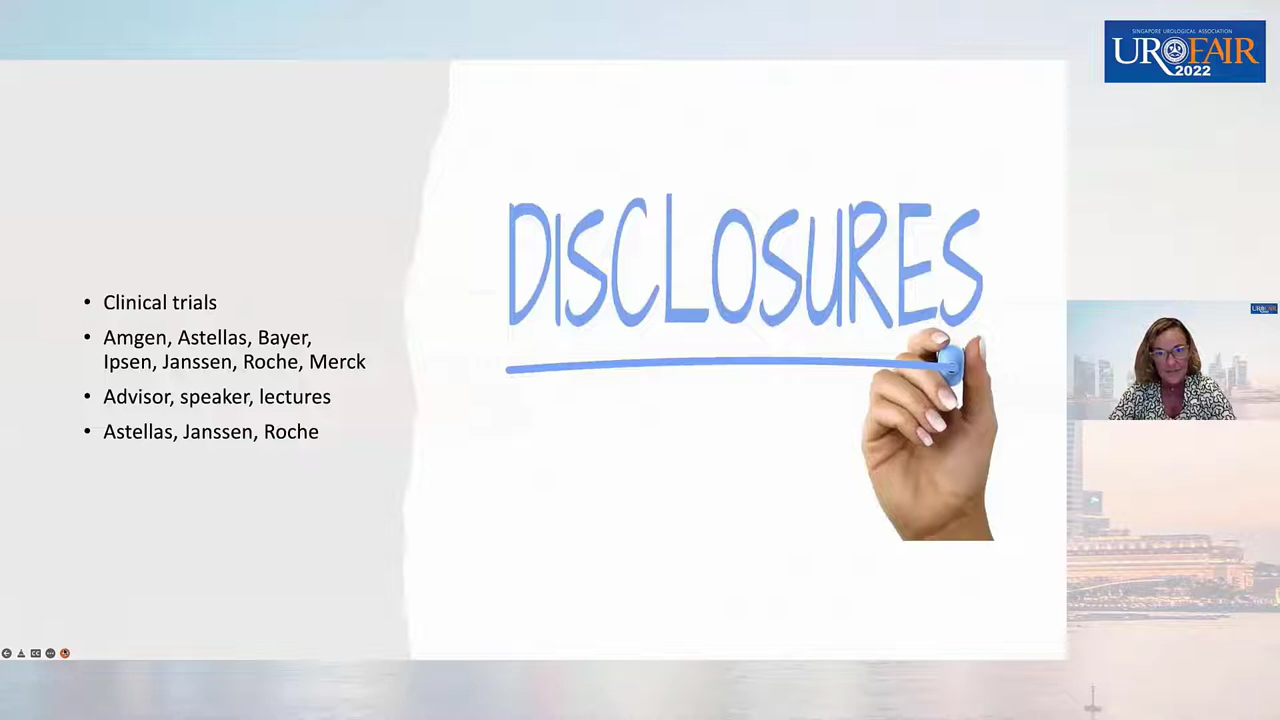 SINGAPORE UROLOGICAL ASSOCIATION
UROFAIR
2022
DISCLOSURES
• Clinical trials
• Amgen, Astellas, Bayer,
Ipsen, Janssen, Roche, Merck
• Advisor, speaker, lectures
• Astellas, Janssen, Roche